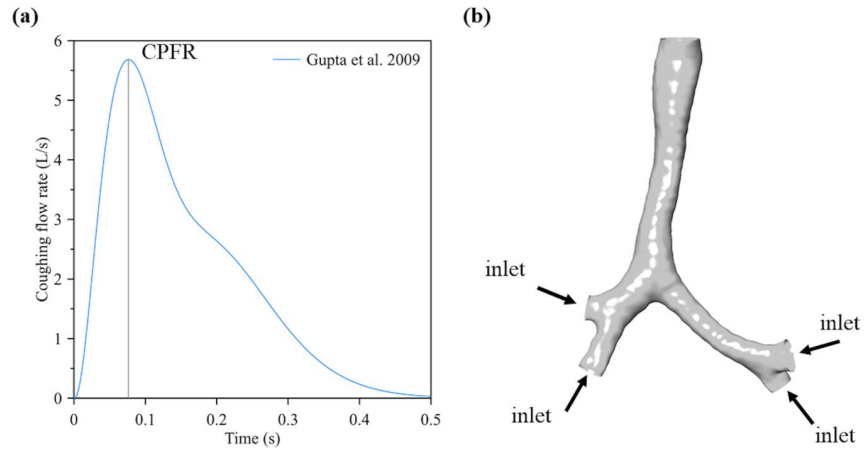 (a)
CPFR
Gupta et al. 2009
Coughing flow rate (L/s)
6
5
4
3
2
1
0
0 0.1 0.2 0.3 0.4 0.5
Time (s)
(b)
inlet
inlet
inlet
inlet